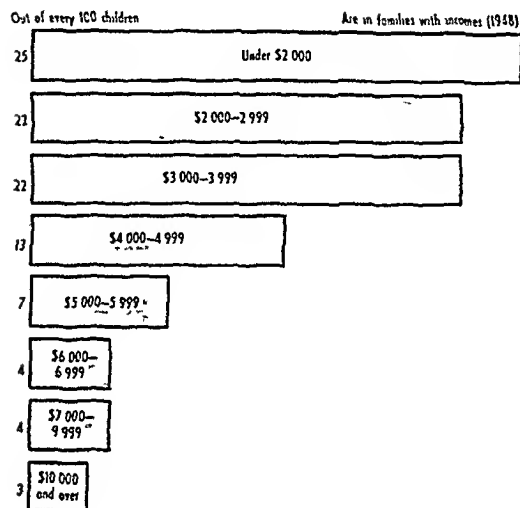 Out of every 100 children Are in families with incomes (1948)
25 Under $2 000
22 $2 000–2 999
22 $3 000–3 999
13 $4 000–4 999
7 $5 000–5 999
4 $6 000–
6 999
4 $7 000–
9 999
3 $10 000
and over